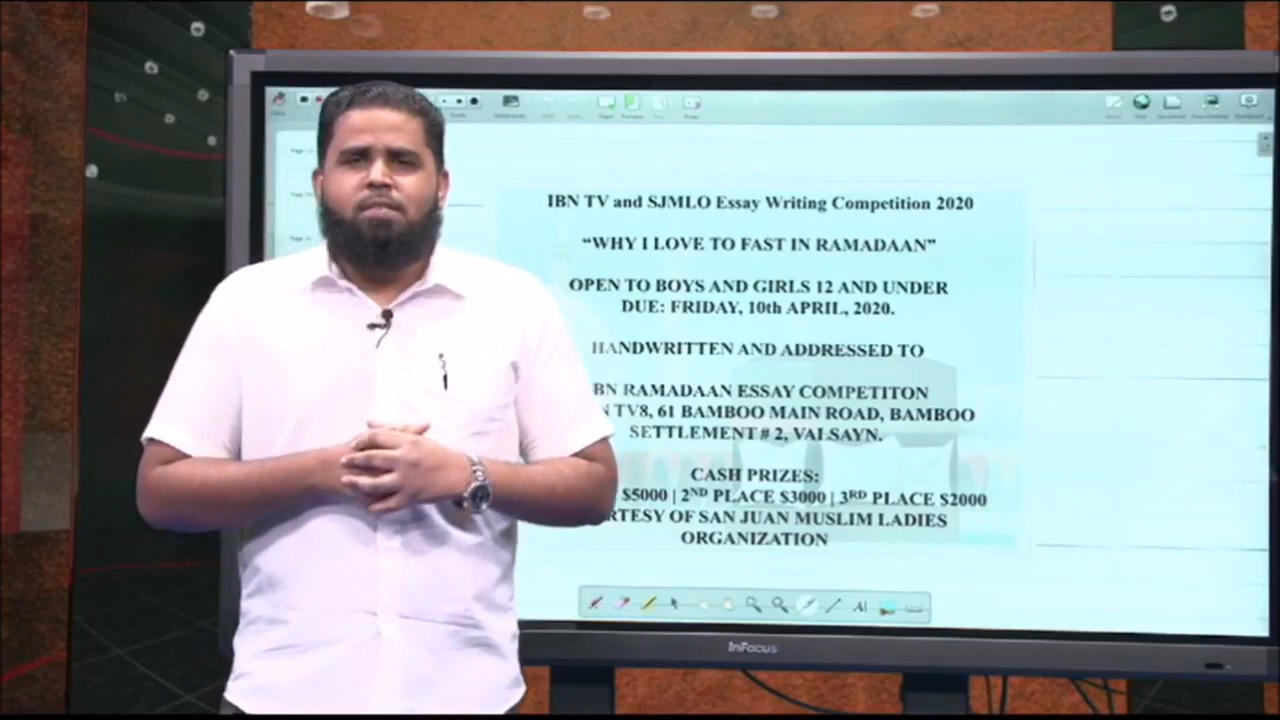 IBN TV and SJMLO Essay Writing Competition 2020
“WHY I LOVE TO FAST IN RAMADAAN”
OPEN TO BOYS AND GIRLS 12 AND UNDER
DUE: FRIDAY, 10th APRIL, 2020.
HANDWRITTEN AND ADDRESSED TO
BN RAMADAAN ESSAY COMPETITON
N TV8, 61 BAMBOO MAIN ROAD, BAMBOO
SETTLEMENT # 2, VALSAYN.
CASH PRIZES:
$5000 | 2ND PLACE $3000 | 3RD PLACE $2000
RTESY OF SAN JUAN MUSLIM LADIES
ORGANIZATION
AI
InFocus